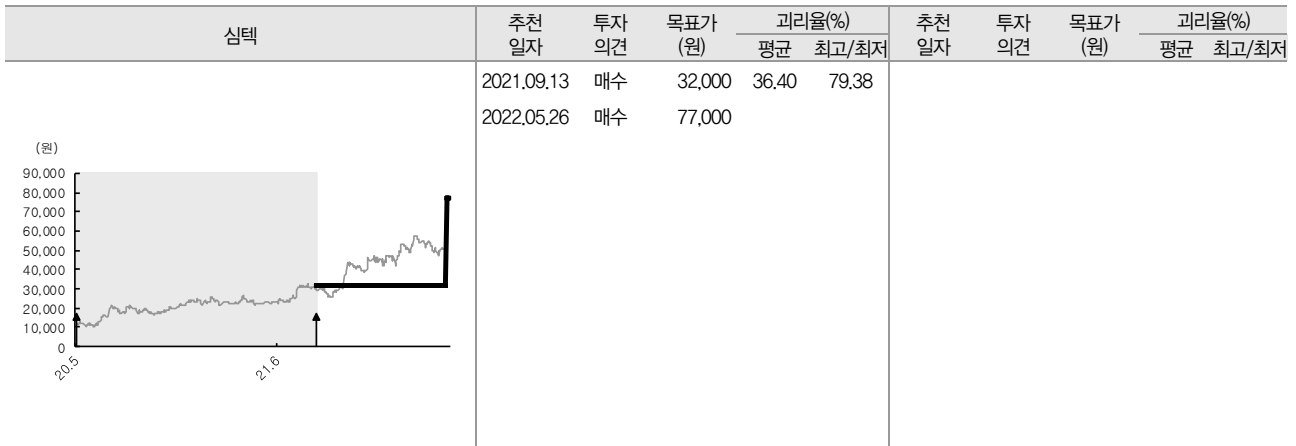 심텍
추천
일자
투자
의견
목표가
(원)
괴리율(%)
평균 최고/최저
추천
일자
투자
의견
목표가
(원)
괴리율(%)
평균 최고/최저
2021.09.13 매수 32,000 36.40 79.38
2022.05.26 매수 77,000
(원)
90,000
80,000
70,000
60,000
50,000
40,000
30,000
20,000
10,000
0
20.5
21.6